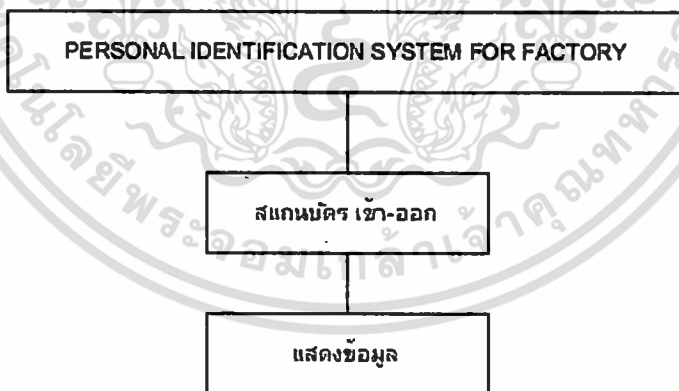 PERSONAL IDENTIFICATION SYSTEM FOR FACTORY
สแกนบัตร เข้า-ออก
แสดงข้อมูล